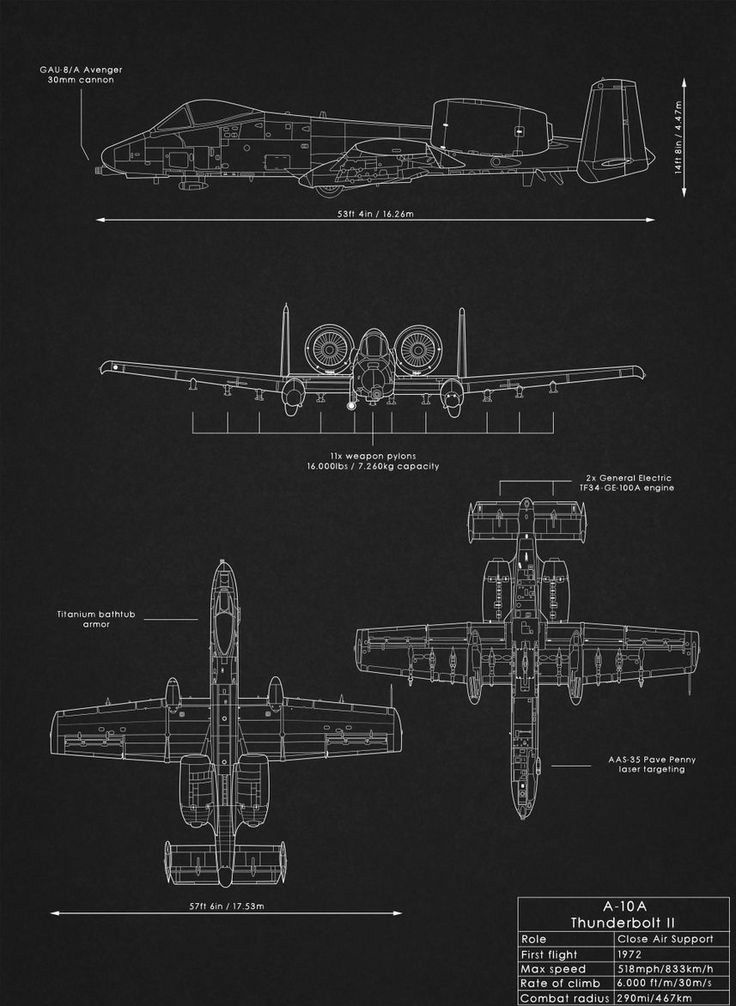 GAU-8/A Avenger
30mm cannon
14ft 8in / 4.47m
53ft 4in / 16.26m
11x weapon pylons
16.000lbs / 7.260kg capacity
2x General Electric
TF34-GE-100A engine
Titanium bathtub
armor
AAS-35 Pave Penny
laser targeting
57ft 6in / 17.53m
A-10A
Thunderbolt II
Role Close Air Support
First flight 1972
Max speed 518mph/833km/h
Rate of climb 6.000 ft/m/30m/s
Combat radius 290mi/467km